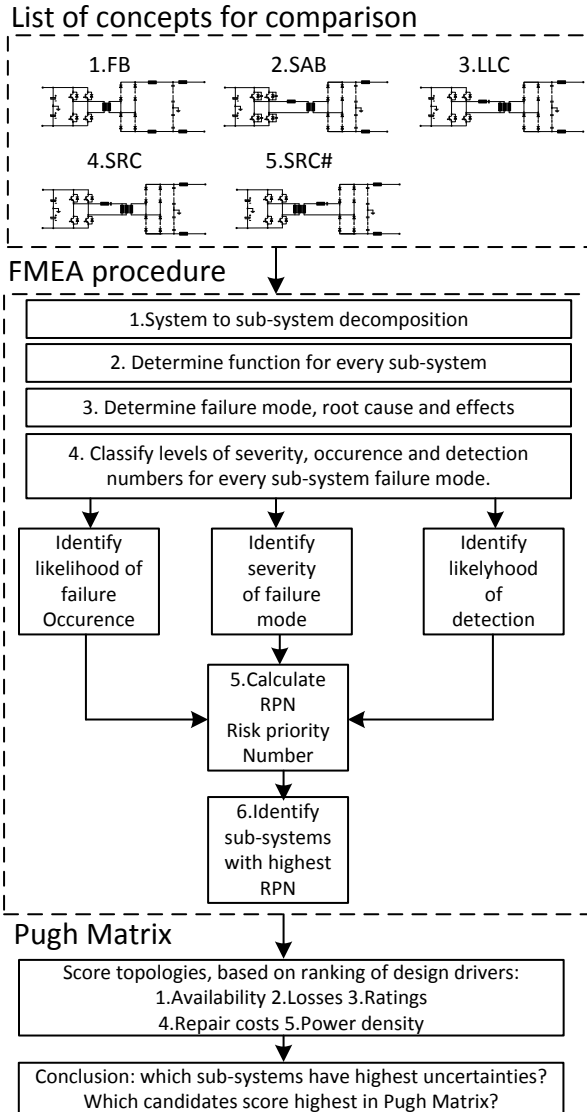 List of concepts for comparison
1.FB
2.SAB
3.LLC
4.SRC
5.SRC#
FMEA procedure
1.System to sub-system decomposition
2. Determine function for every sub-system
3. Determine failure mode, root cause and effects
4. Classify levels of severity, occurence and detection
numbers for every sub-system failure mode.
Identify
likelihood of
failure
Occurence
Identify
severity
of failure
mode
Identify
likelyhood
of
detection
5.Calculate
RPN
Risk priority
Number
6.Identify
sub-systems
with highest
RPN
Pugh Matrix
Score topologies, based on ranking of design drivers:
1.Availability 2.Losses 3.Ratings
4.Repair costs 5.Power density
Conclusion: which sub-systems have highest uncertainties?
Which candidates score highest in Pugh Matrix?